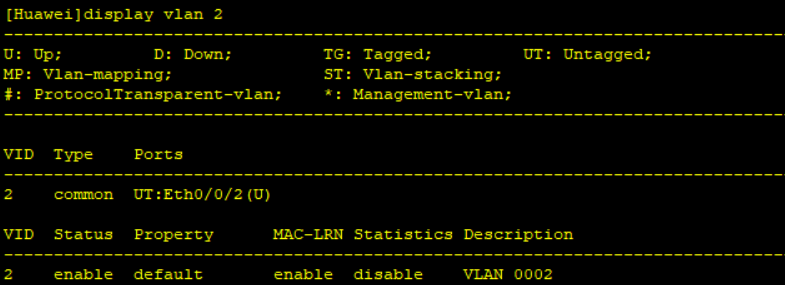 [Huawei]display vlan 2
--------------------------------------------------------------------------------
U: Up;         D: Down;         TG: Tagged;         UT: Untagged;
MP: Vlan-mapping;               ST: Vlan-stacking;
#: ProtocolTransparent-vlan;    *: Management-vlan;
--------------------------------------------------------------------------------
VID  Type    Ports
--------------------------------------------------------------------------------
2    common  UT:Eth0/0/2(U)
VID  Status  Property      MAC-LRN Statistics Description
--------------------------------------------------------------------------------
2    enable  default       enable  disable    VLAN 0002